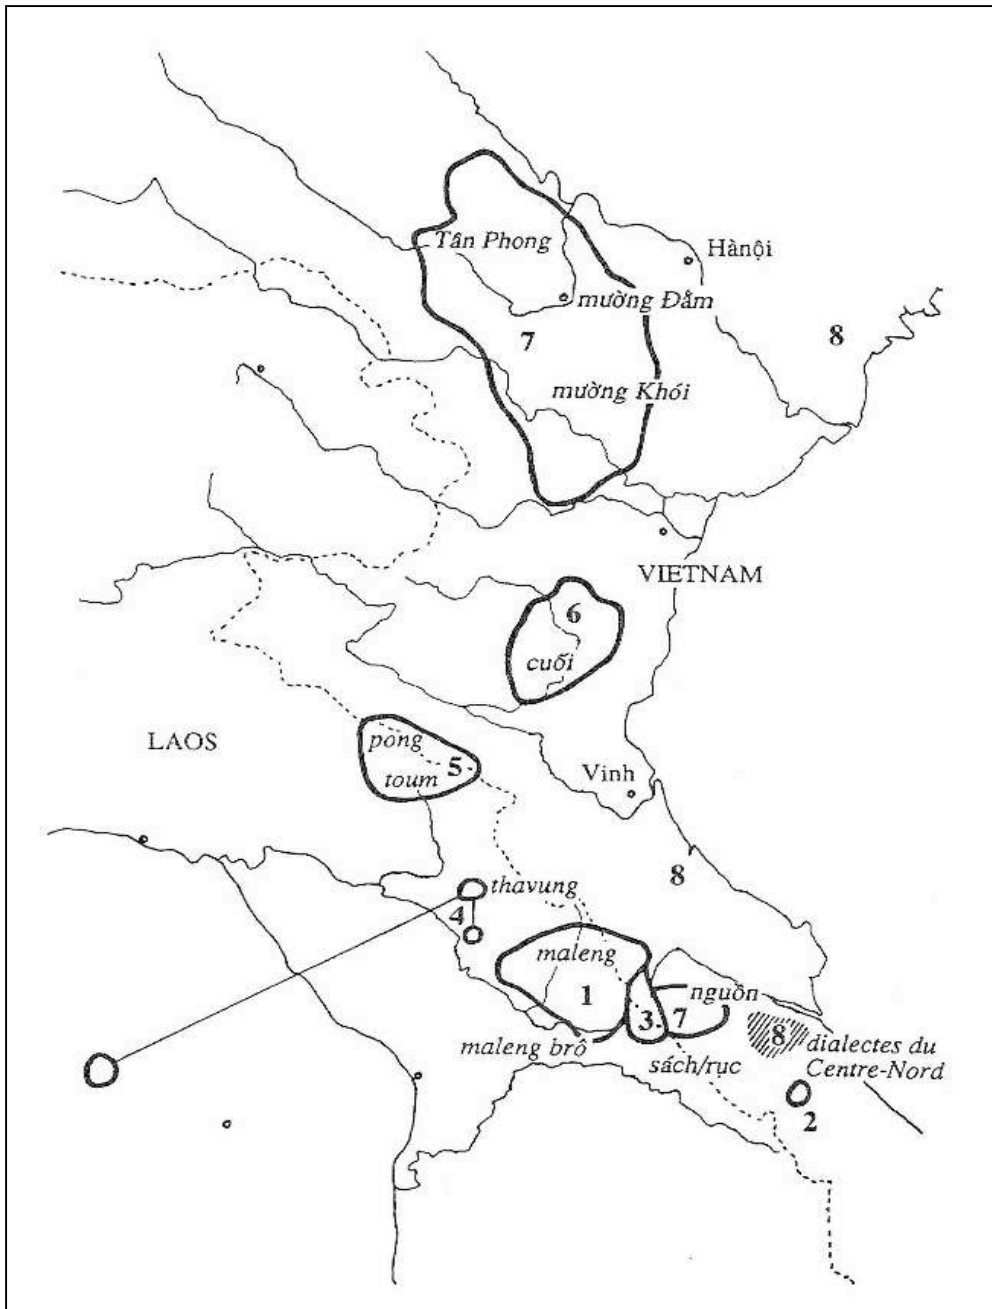 Tân Phong
Hànội
mường Đằm
7
8
mường Khói
VIETNAM
6
cuối
LAOS
pong
5
toum
Vinh
8
thavung
4
maleng
1
nguồn
3
7
8
maleng brô
sách/rục
dialectes du
Centre-Nord
2